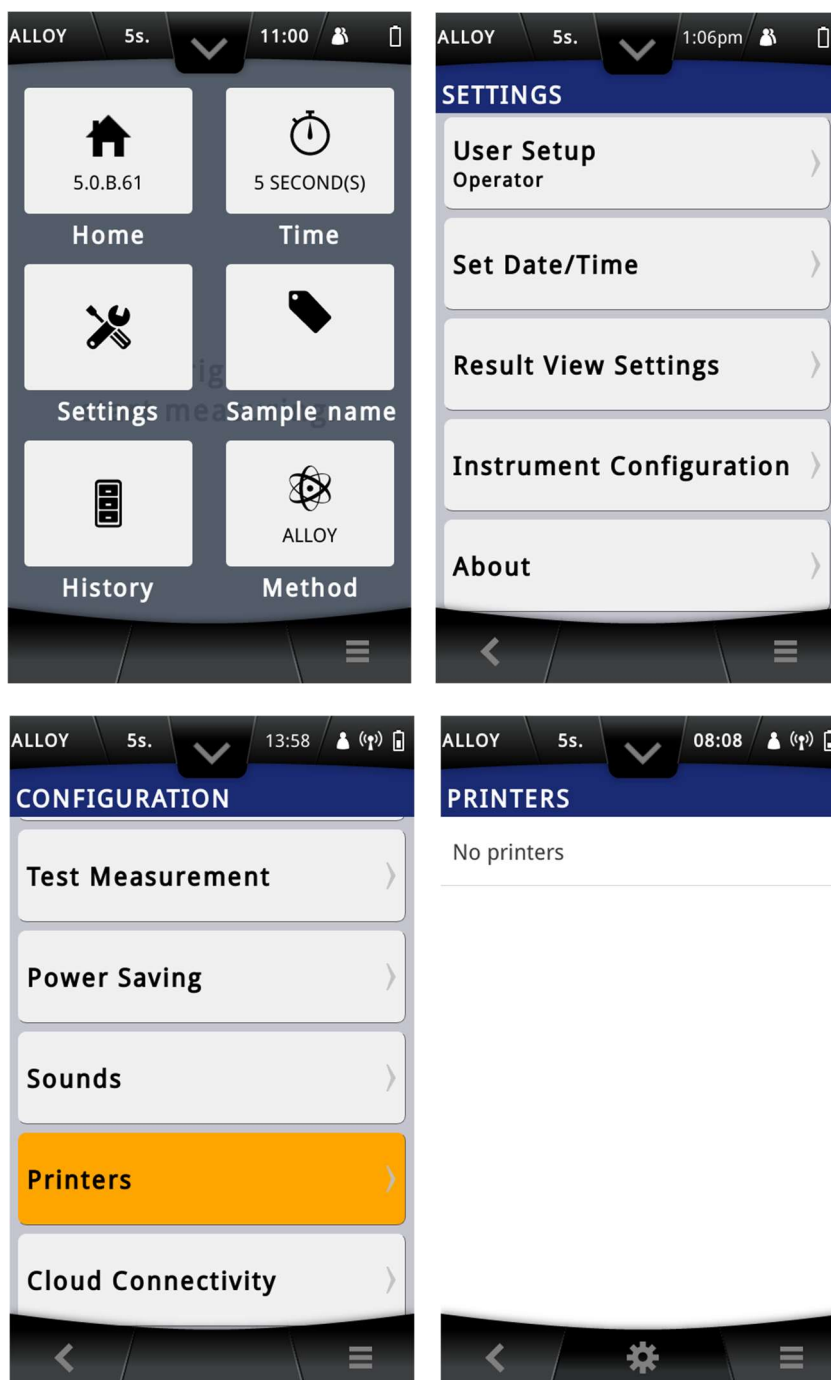 ALLOY 5s. 11:00
5.0.B.61 5 SECOND(S)
Home Time
Settings Sample name
ALLOY
History Method
ALLOY 5s. 1:06pm
SETTINGS
User Setup
Operator
Set Date/Time
Result View Settings
Instrument Configuration
About
ALLOY 5s. 13:58
CONFIGURATION
Test Measurement
Power Saving
Sounds
Printers
Cloud Connectivity
ALLOY 5s. 08:08
PRINTERS
No printers